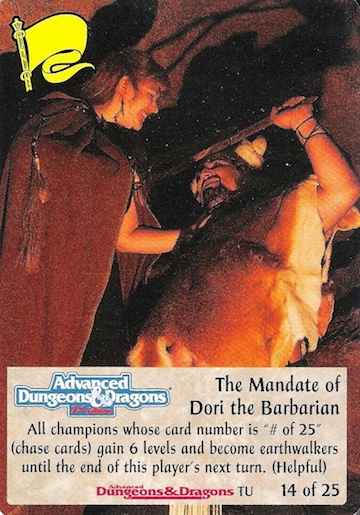 Advanced
Dungeons & Dragons
2nd Edition
The Mandate of
Dori the Barbarian
All champions whose card number is "# of 25"
(chase cards) gain 6 levels and become earthwalkers
until the end of this player's next turn. (Helpful)
Advanced
Dungeons & Dragons TU 14 of 25